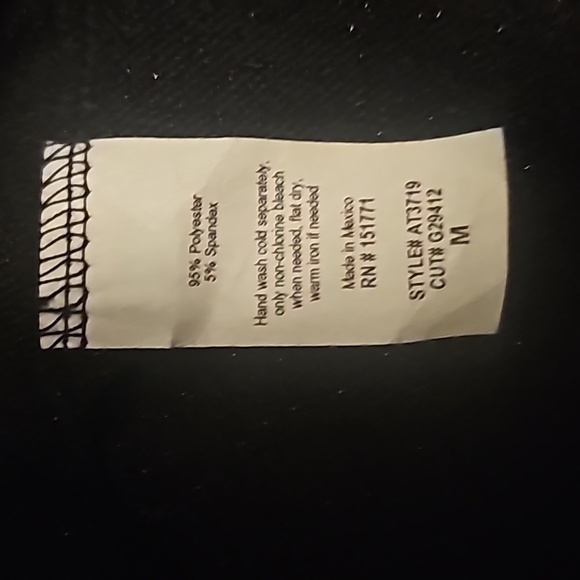 95% Polyester
5% Spandex
Hand wash cold separately,
only non-chlorine bleach
when needed, flat dry,
warm iron if needed
Made in Mexico
RN # 151771
STYLE# AT3719
CUT# G29412
M